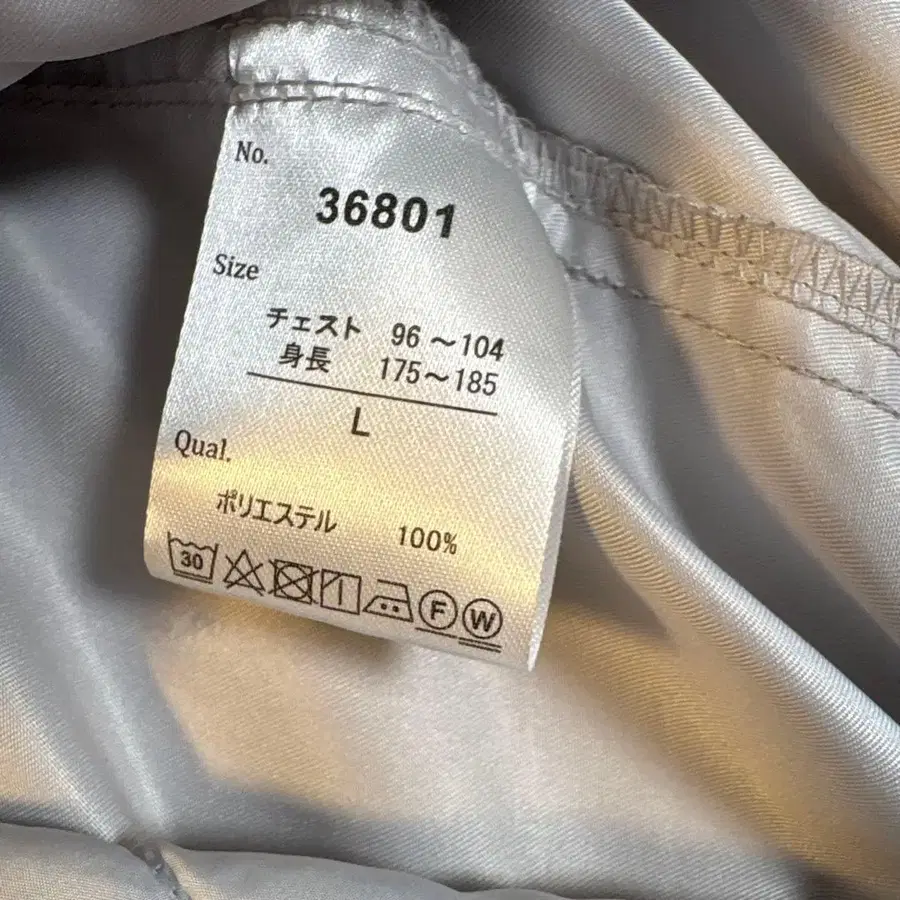 No.
36801
Size
チェスト 96～104
身長 175～185
L
Qual.
ポリエステル 100%
30 F W